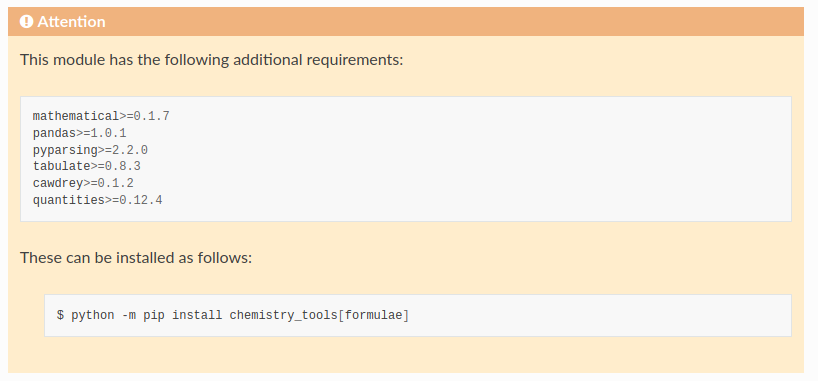 Attention
This module has the following additional requirements:
mathematical>=0.1.7
pandas>=1.0.1
pyparsing>=2.2.0
tabulate>=0.8.3
cawdrey>=0.1.2
quantities>=0.12.4
These can be installed as follows:
$ python -m pip install chemistry_tools[formulae]